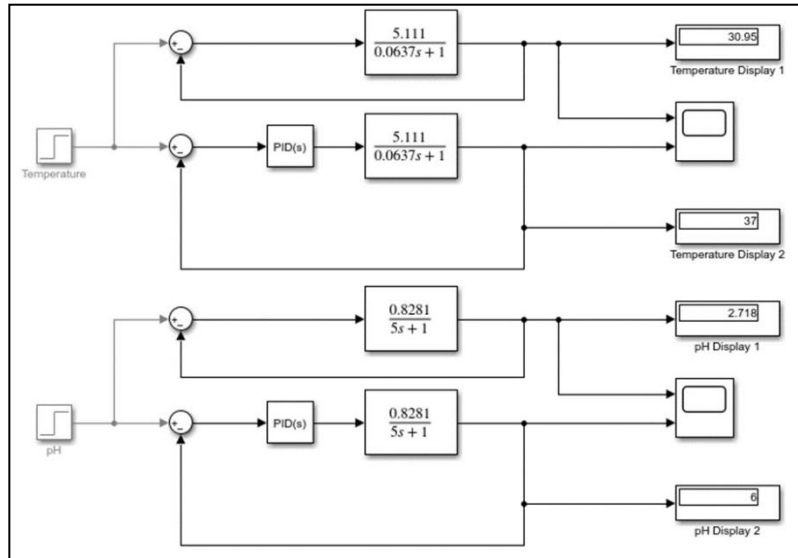 5.111
0.0637s + 1
30.95
Temperature Display 1
+
−
PID(s)
5.111
0.0637s + 1
Temperature
+
−
37
Temperature Display 2
0.8281
5s + 1
2.718
pH Display 1
+
−
PID(s)
0.8281
5s + 1
pH
+
−
6
pH Display 2